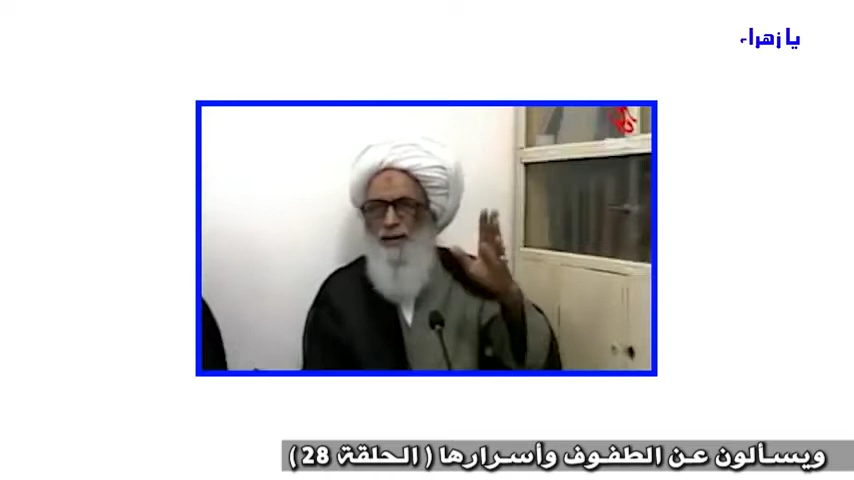 يا زهراء
ويسألون عن الطفوف وأسرارها ( الحلقة 28 )